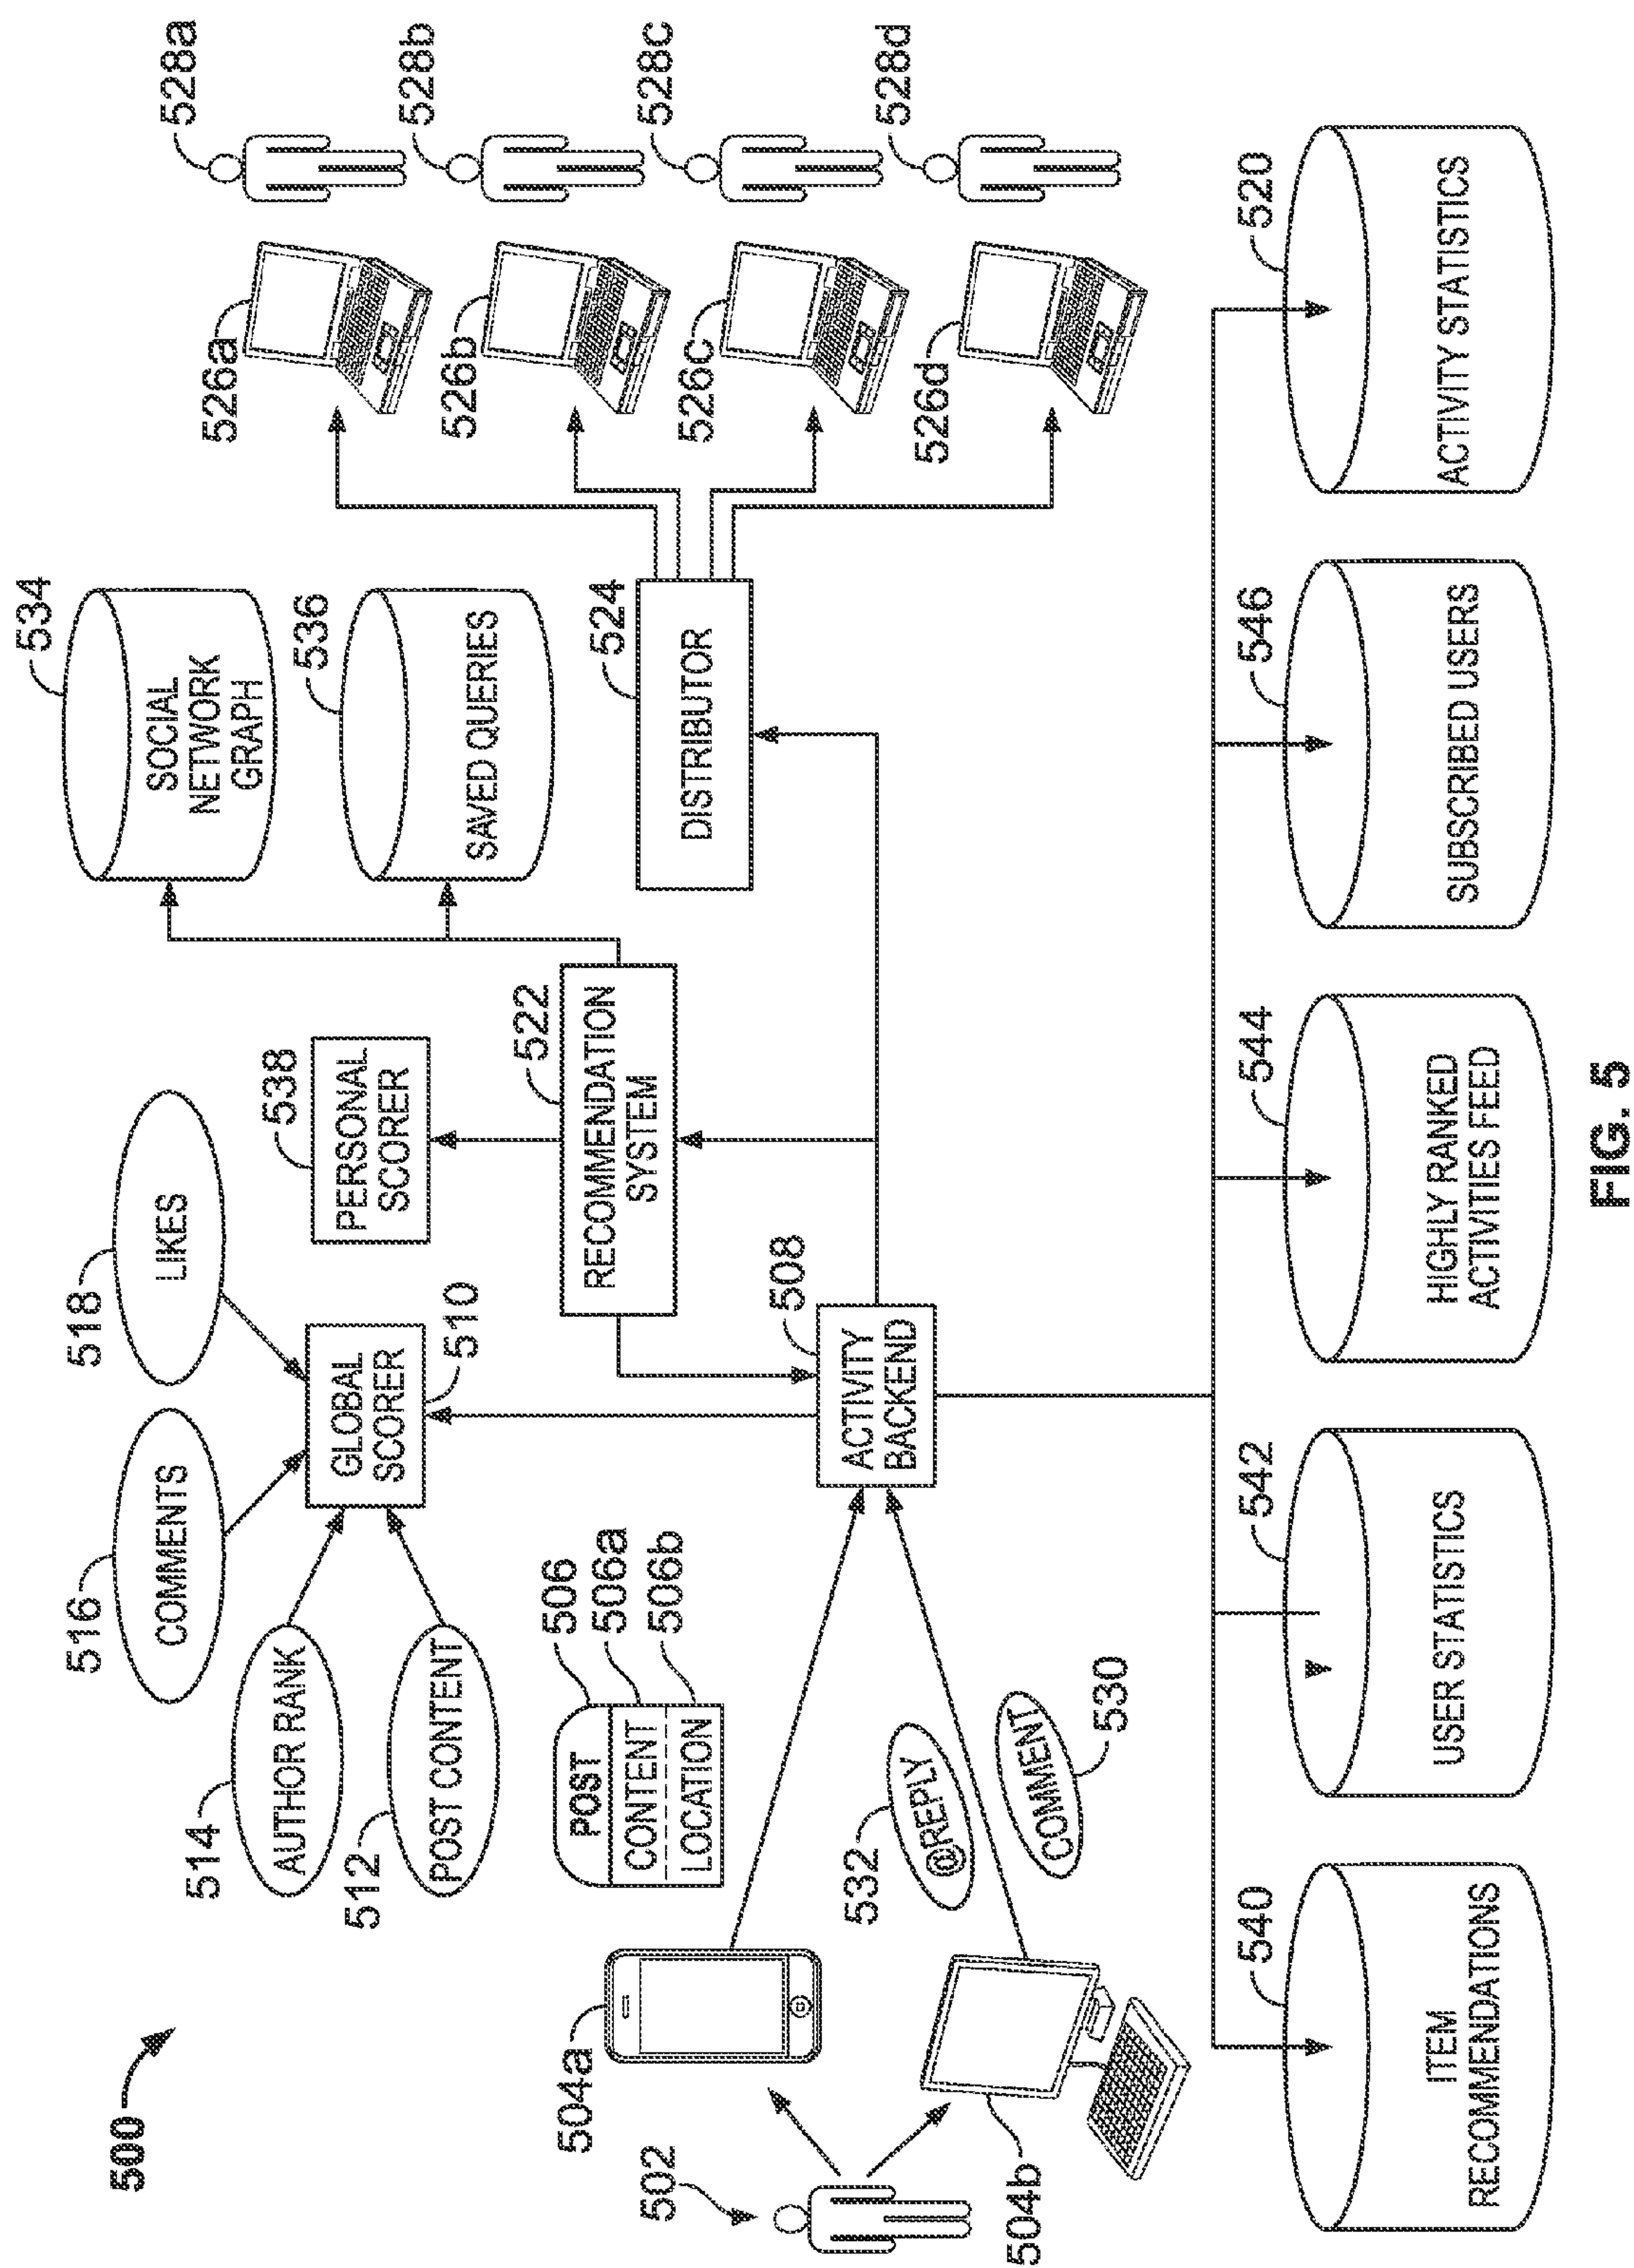 500
516
COMMENTS
518
LIKES
534
SOCIAL
NETWORK
GRAPH
528a
526a
514
AUTHOR RANK
GLOBAL
SCORER
510
538
PERSONAL
SCORER
536
SAVED QUERIES
528b
526b
512
POST CONTENT
506
506a
506b
POST
CONTENT
LOCATION
522
RECOMMENDATION
SYSTEM
524
DISTRIBUTOR
528c
526c
504a
502
508
ACTIVITY
BACKEND
528d
526d
532
@REPLY
COMMENT
530
504b
540
ITEM
RECOMMENDATIONS
542
USER STATISTICS
544
HIGHLY RANKED
ACTIVITIES FEED
546
SUBSCRIBED USERS
520
ACTIVITY STATISTICS
FIG. 5